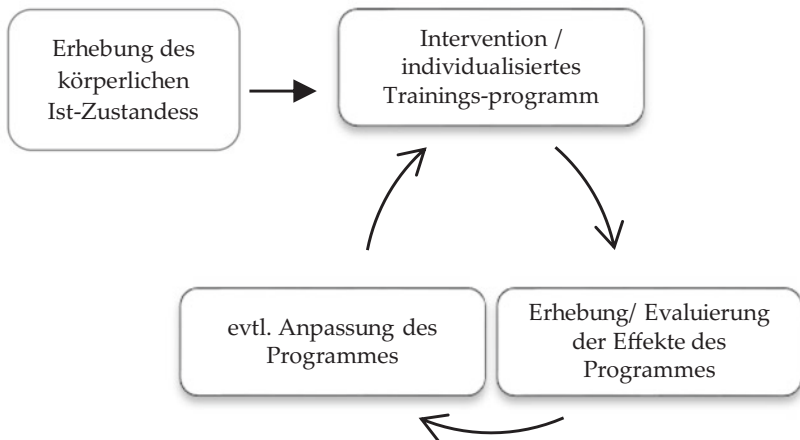 Erhebung des
körperlichen
Ist-Zustandess
Intervention /
individualisiertes
Trainings-programm
Erhebung/ Evaluierung
der Effekte des
Programmes
evtl. Anpassung des
Programmes